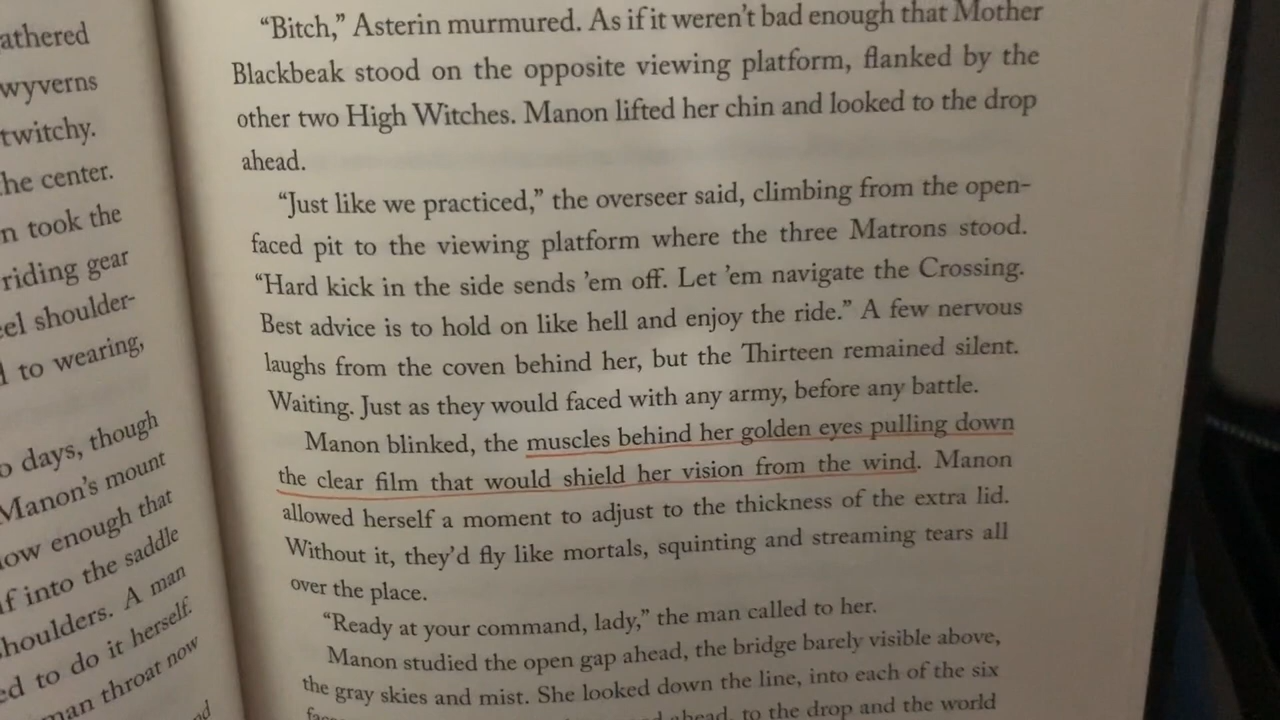 athered
wyverns
twitchy.
he center.
n took the
riding gear
eel shoulder-
d to wearing,
o days, though
Manon's mount
low enough that
f into the saddle
houlders. A man
ed to do it herself.
man throat now
nd
“Bitch,” Asterin murmured. As if it weren't bad enough that Mother
Blackbeak stood on the opposite viewing platform, flanked by the
other two High Witches. Manon lifted her chin and looked to the drop
ahead.
“Just like we practiced,” the overseer said, climbing from the open-
faced pit to the viewing platform where the three Matrons stood.
“Hard kick in the side sends 'em off. Let 'em navigate the Crossing.
Best advice is to hold on like hell and enjoy the ride.” A few nervous
laughs from the coven behind her, but the Thirteen remained silent.
Waiting. Just as they would faced with any army, before any battle.
Manon blinked, the muscles behind her golden eyes pulling down
the clear film that would shield her vision from the wind. Manon
allowed herself a moment to adjust to the thickness of the extra lid.
Without it, they'd fly like mortals, squinting and streaming tears all
over the place.
“Ready at your command, lady,” the man called to her.
Manon studied the open gap ahead, the bridge barely visible above,
the gray skies and mist. She looked down the line, into each of the six
ahead, to the drop and the world